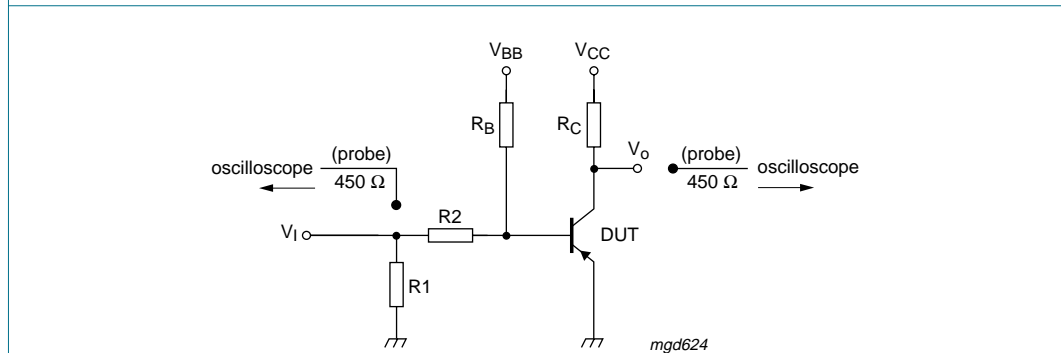 V_BB V_CC
R_B R_C
(probe) V_o (probe)
oscilloscope oscilloscope
450 Ω 450 Ω
R2
V_I DUT
R1
mgd624